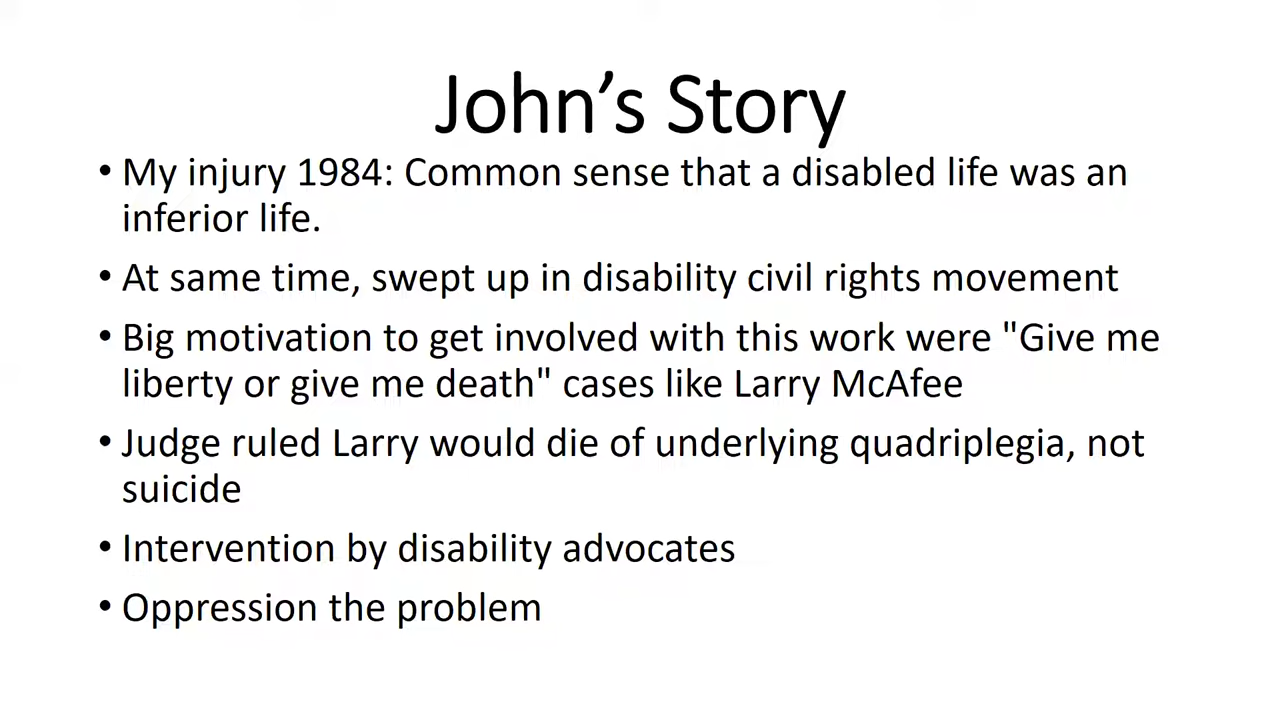 John’s Story
• My injury 1984: Common sense that a disabled life was an
inferior life.
• At same time, swept up in disability civil rights movement
• Big motivation to get involved with this work were "Give me
liberty or give me death" cases like Larry McAfee
• Judge ruled Larry would die of underlying quadriplegia, not
suicide
• Intervention by disability advocates
• Oppression the problem